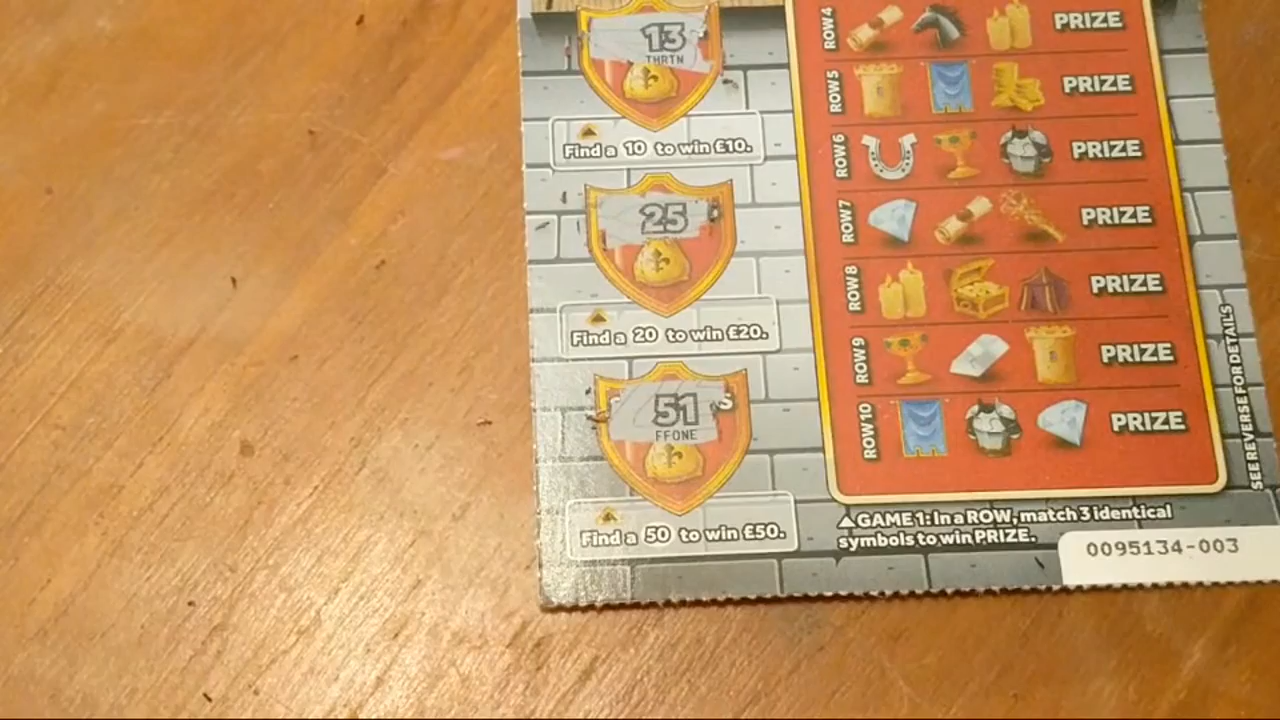 13
THRTN
Find a 10 to win £10.
25
Find a 20 to win £20.
51
FFONE
Find a 50 to win £50.
ROW 4 PRIZE
ROW 5 PRIZE
ROW 6 PRIZE
ROW 7 PRIZE
ROW 8 PRIZE
ROW 9 PRIZE
ROW 10 PRIZE
▲GAME 1: In a ROW, match 3 identical
symbols to win PRIZE.
0095134-003
SEE REVERSE FOR DETAILS